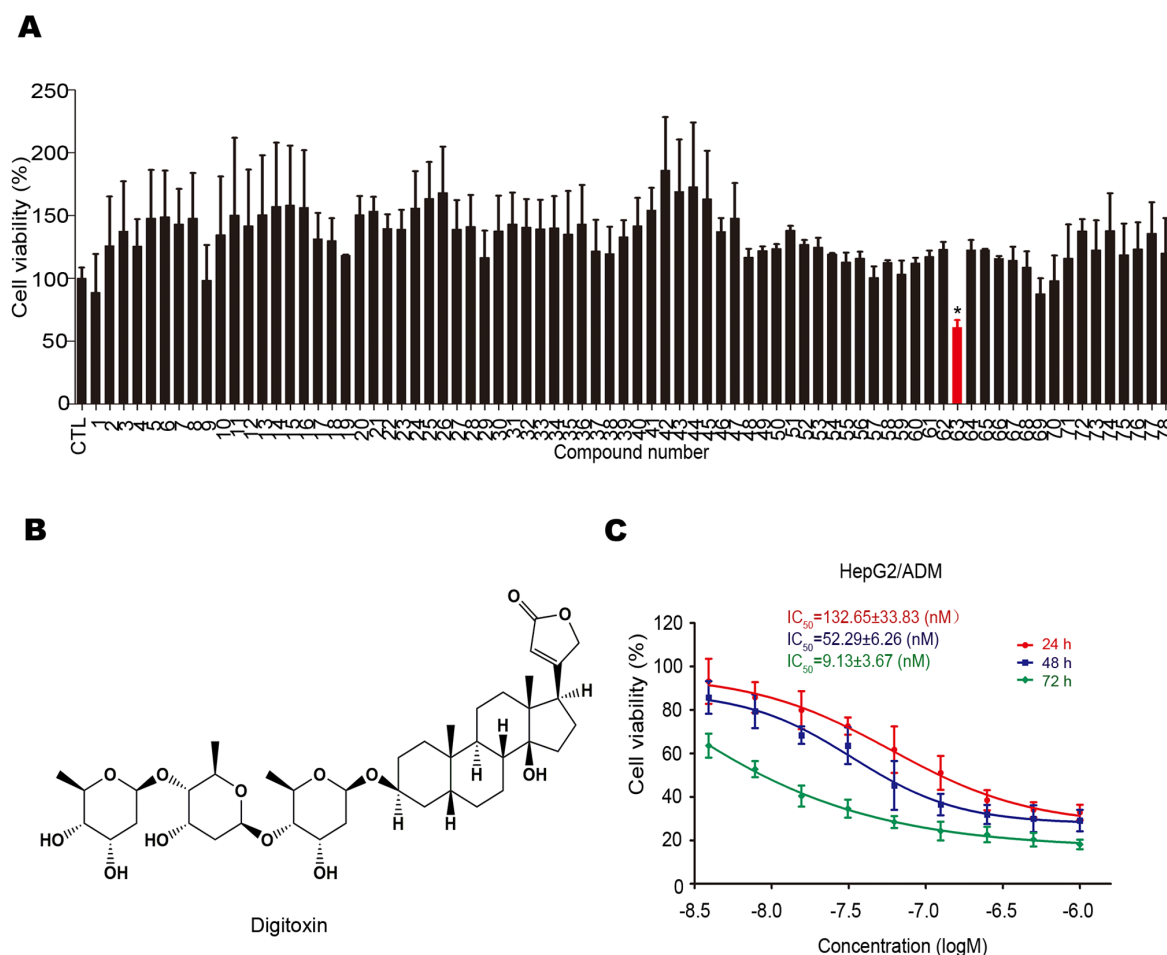 A
250
200
150
100
50
0
Cell viability (%)
CTL 1 2 3 4 5 6 7 8 9 10 11 12 13 14 15 16 17 18 19 20 21 22 23 24 25 26 27 28 29 30 31 32 33 34 35 36 37 38 39 40 41 42 43 44 45 46 47 48 49 50 51 52 53 54 55 56 57 58 59 60 61 62 63 64 65 66 67 68 69 70 71 72 73 74 75 76 77 78
*
Compound number
B
O
O
H
H
H
OH
H
H
O
O
O
OH
O
O
HO
O
O
HO
OH
Digitoxin
C
HepG2/ADM
IC50=132.65±33.83 (nM)
IC50=52.29±6.26 (nM)
IC50=9.13±3.67 (nM)
24 h
48 h
72 h
120
100
80
60
40
20
0
Cell viability (%)
-8.5 -8.0 -7.5 -7.0 -6.5 -6.0
Concentration (logM)